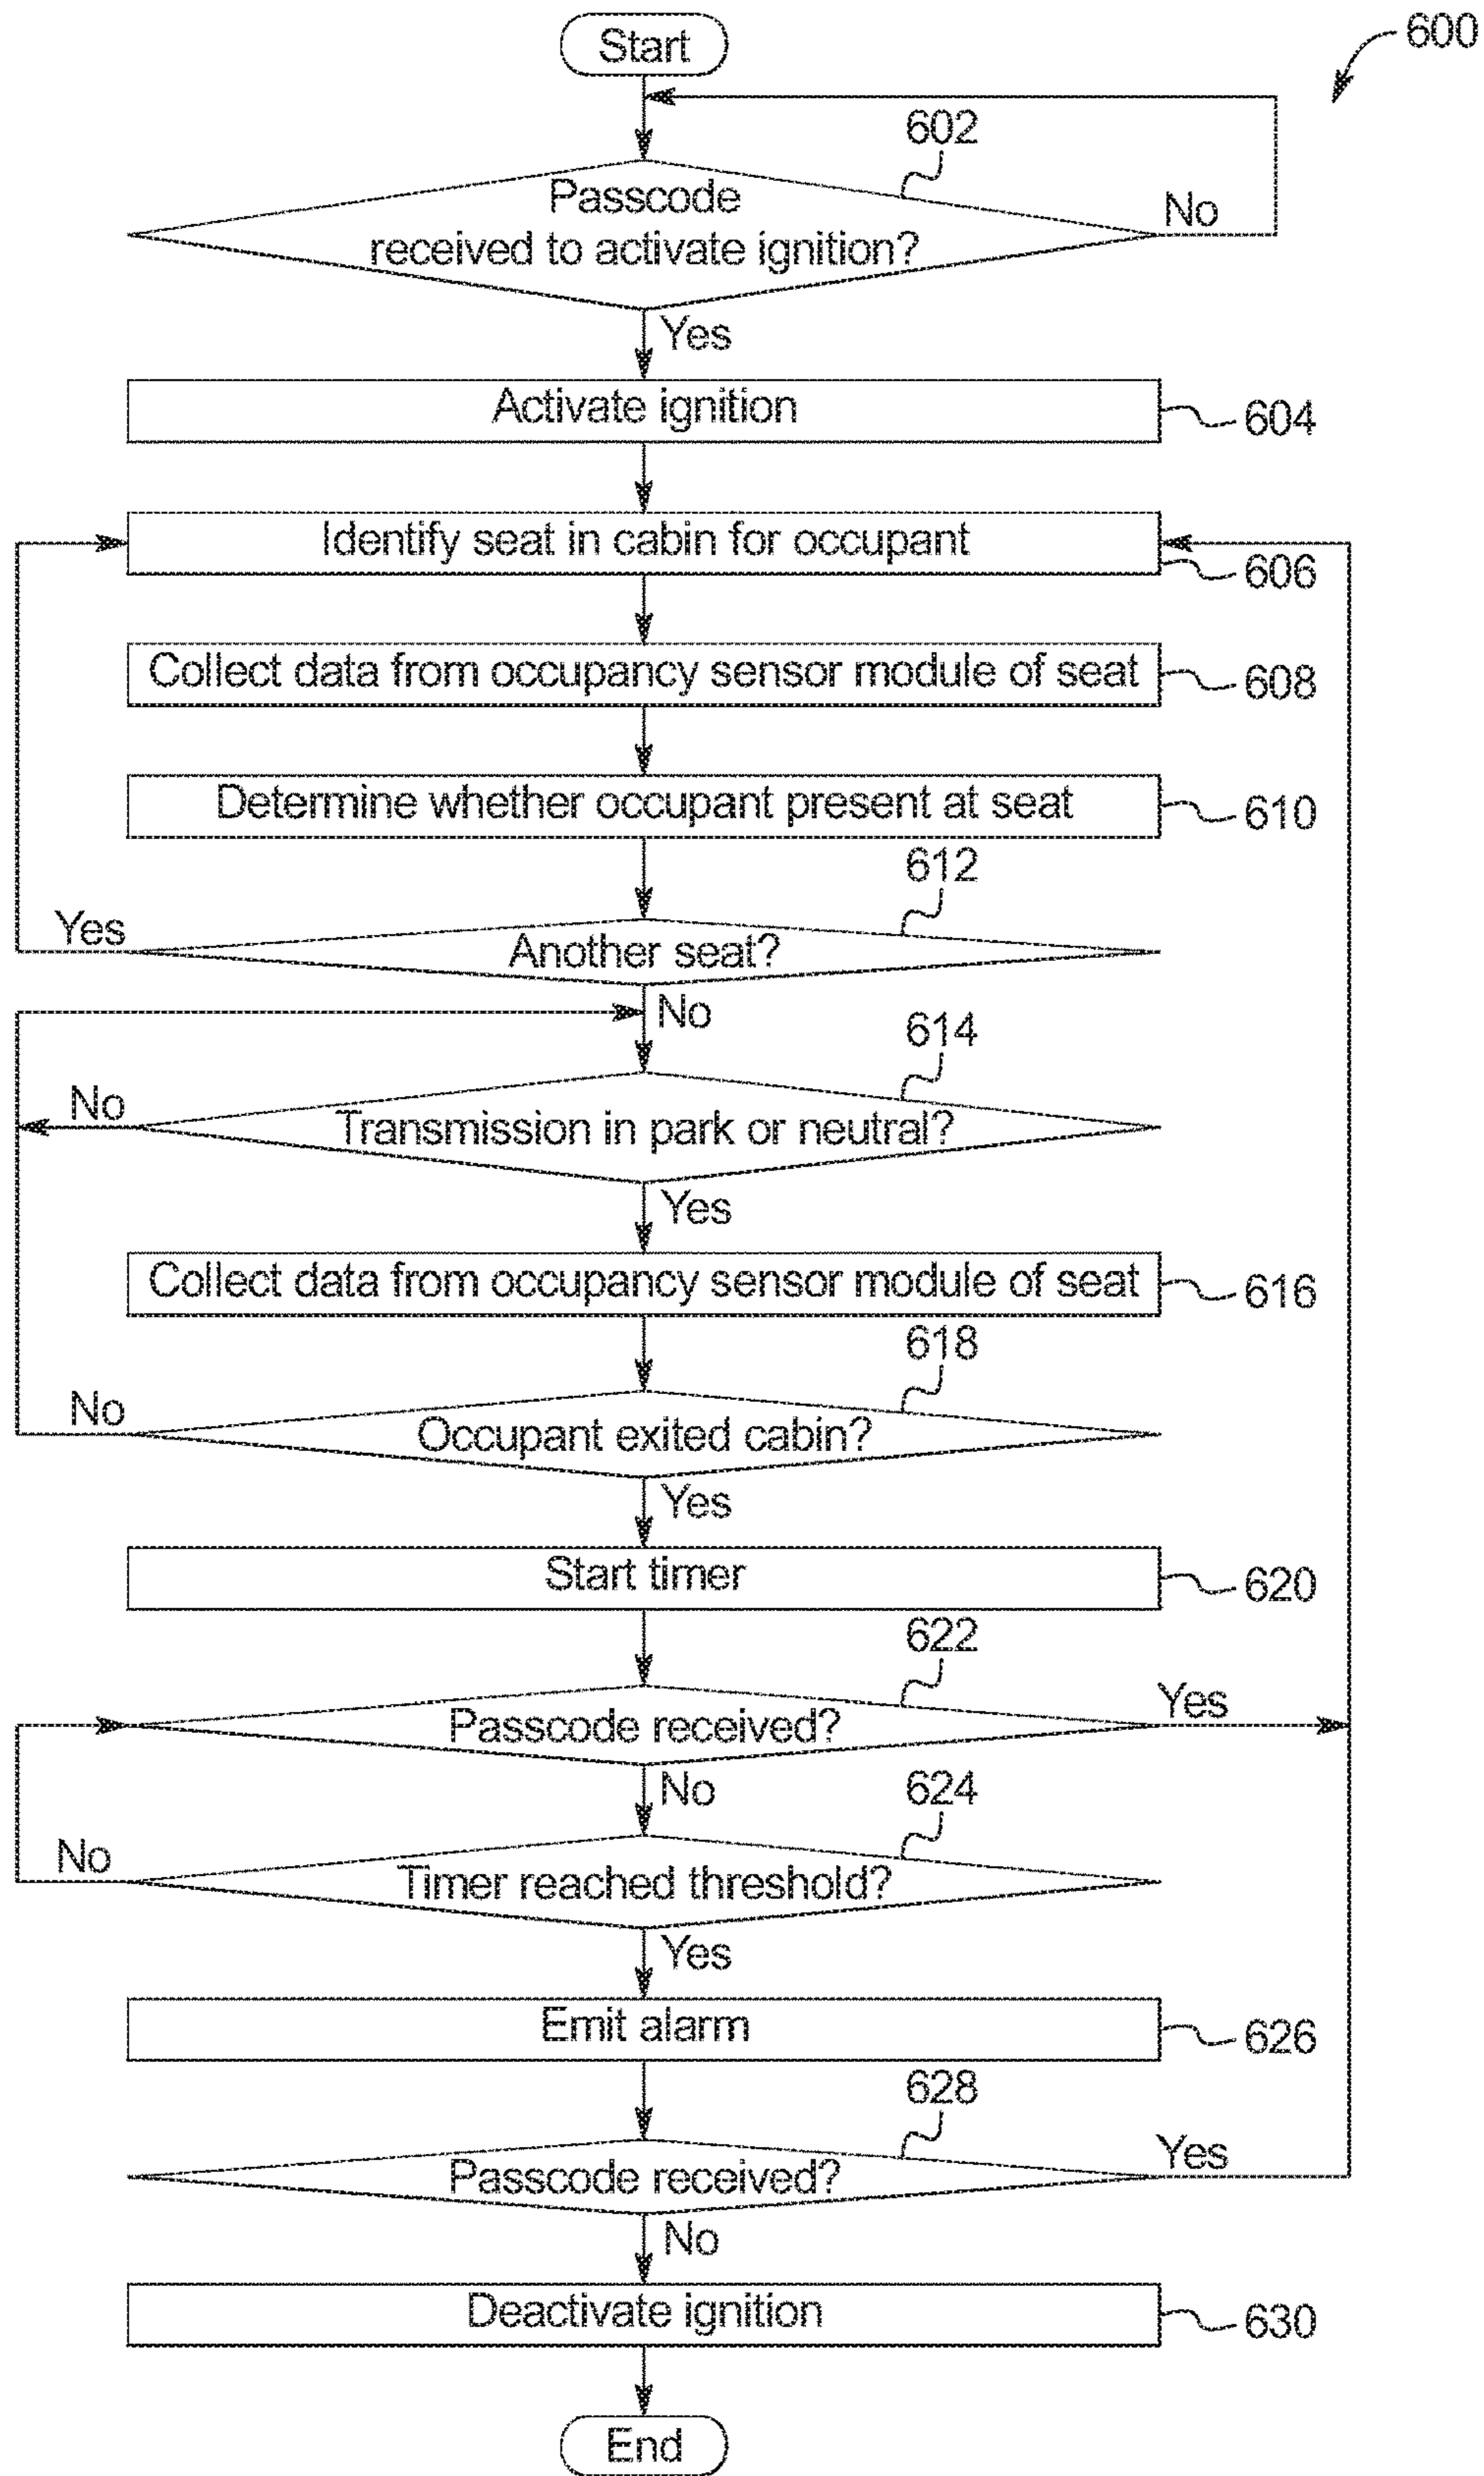 600
Start
602
Passcode
received to activate ignition?
No
Yes
Activate ignition
604
Identify seat in cabin for occupant
606
Collect data from occupancy sensor module of seat
608
Determine whether occupant present at seat
610
612
Yes
Another seat?
No
614
No
Transmission in park or neutral?
Yes
Collect data from occupancy sensor module of seat
616
618
No
Occupant exited cabin?
Yes
Start timer
620
622
Yes
Passcode received?
No
624
No
Timer reached threshold?
Yes
Emit alarm
626
628
Yes
Passcode received?
No
Deactivate ignition
630
End